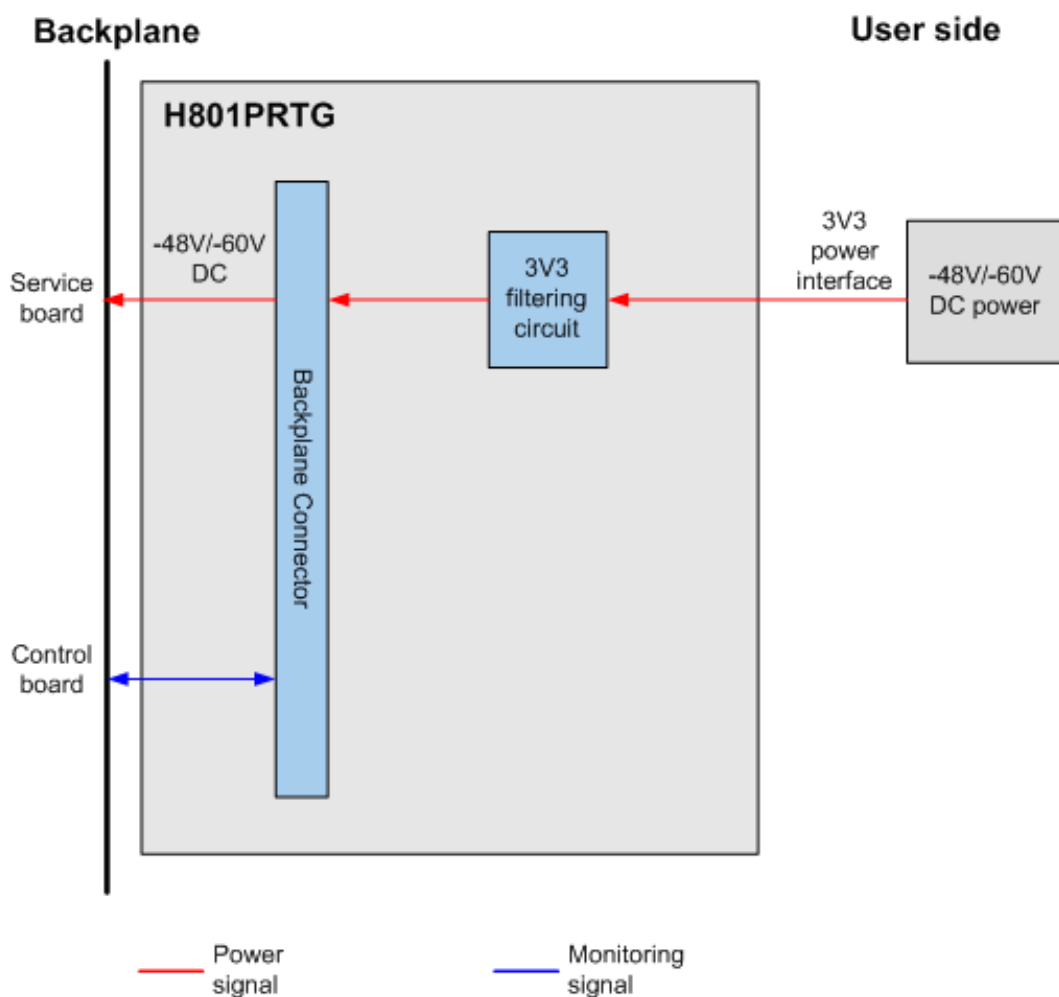 Backplane
User side
H801PRTG
-48V/-60V
DC
Service
board
3V3
filtering
circuit
3V3
power
interface
-48V/-60V
DC power
Backplane Connector
Control
board
Power
signal
Monitoring
signal